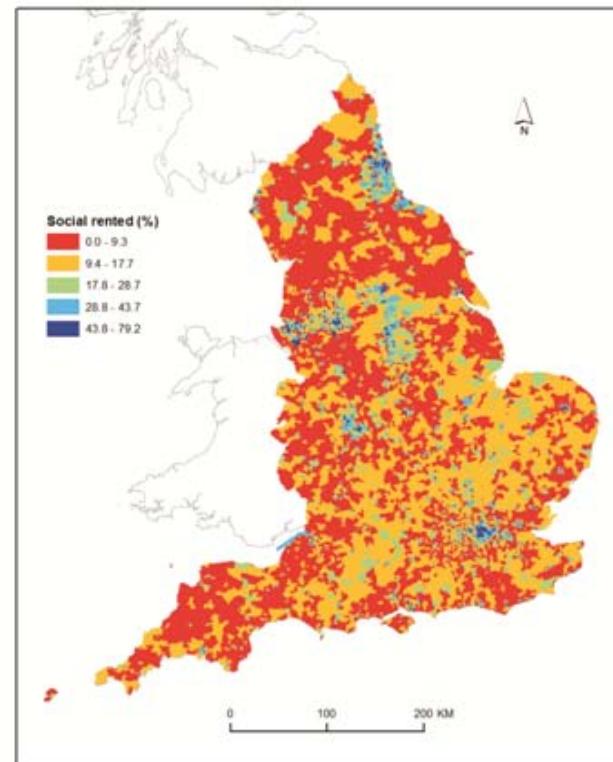 N
Social rented (%)
0.0 - 9.3
9.4 - 17.7
17.8 - 28.7
28.8 - 43.7
43.8 - 79.2
0 100 200 KM